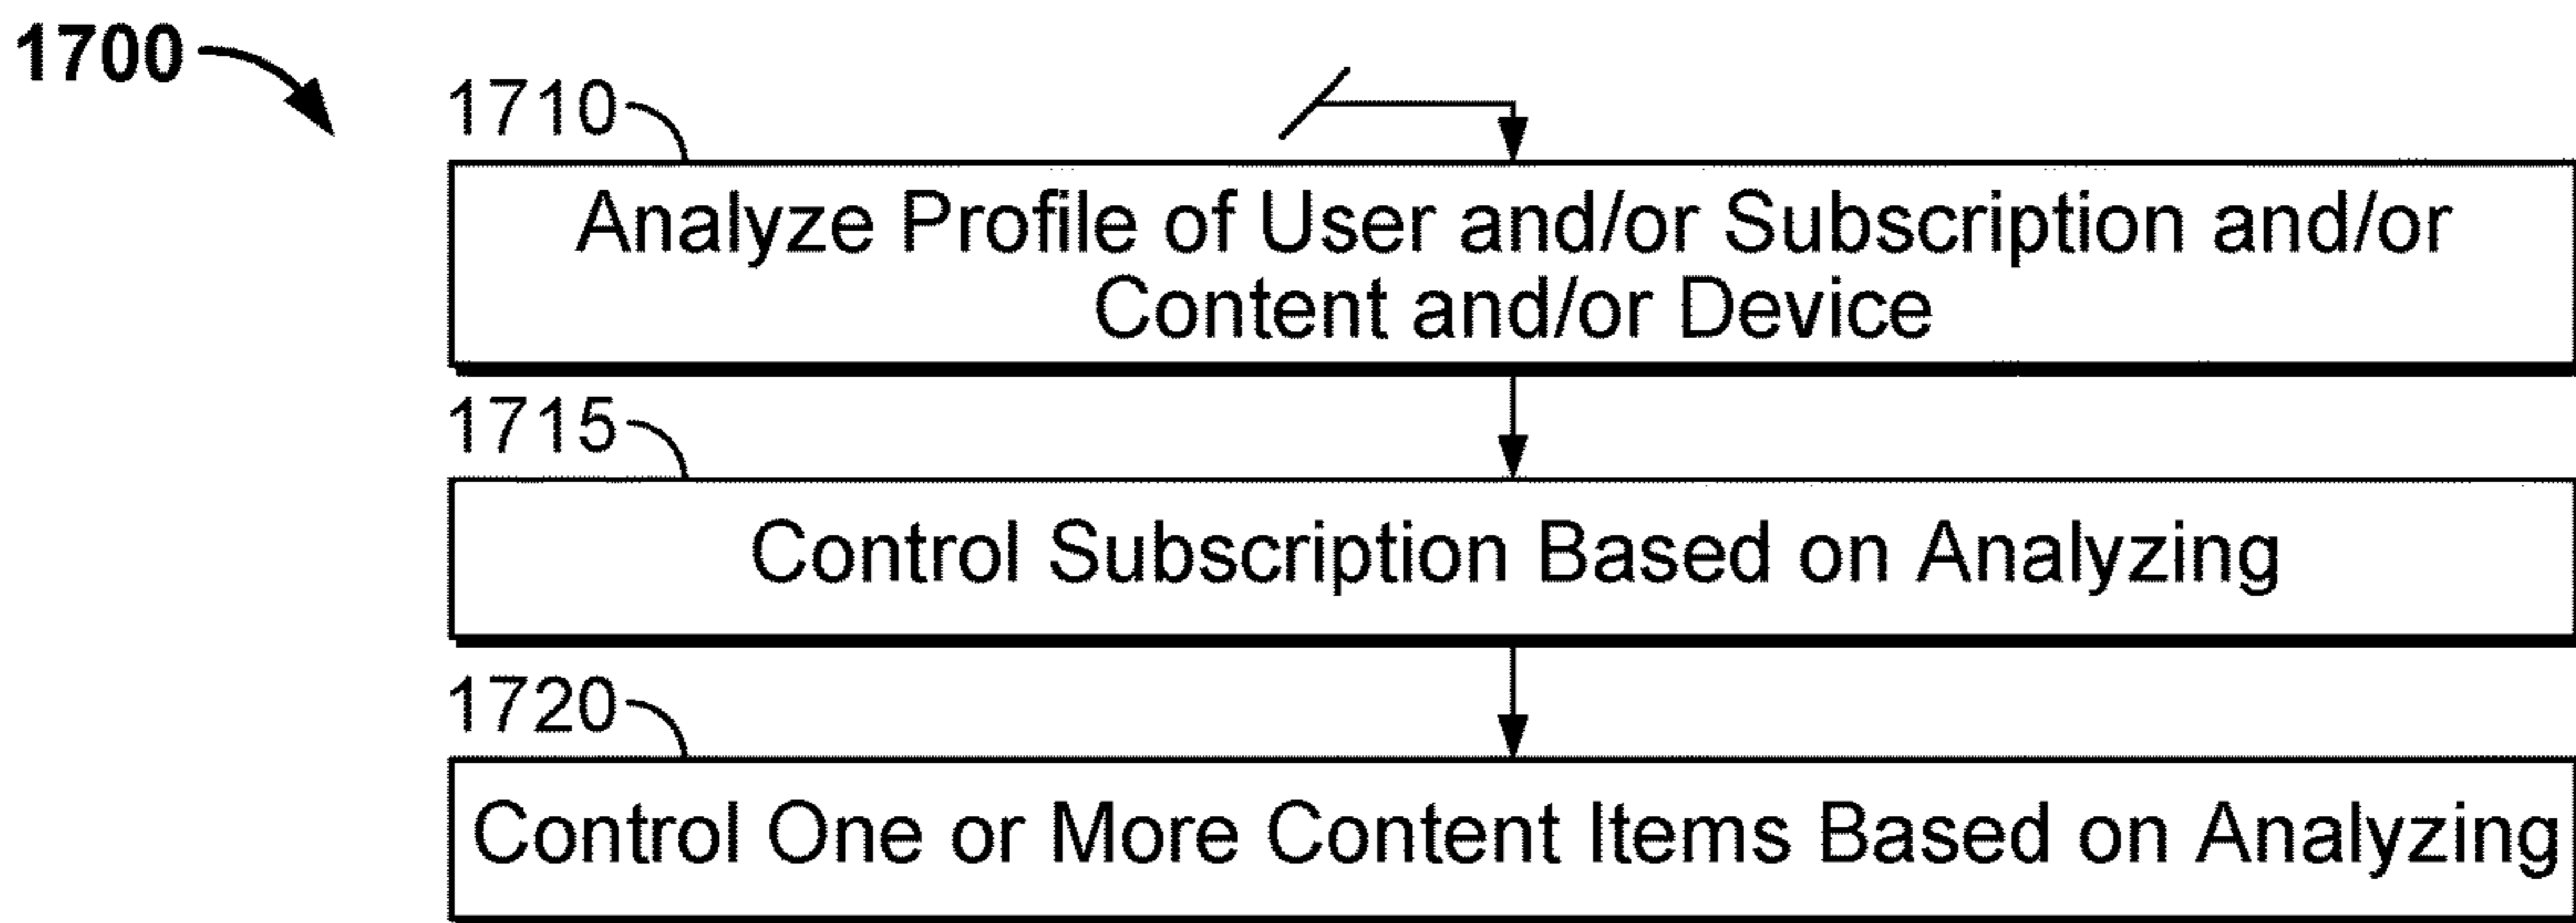 1700
1710
Analyze Profile of User and/or Subscription and/or
Content and/or Device
1715
Control Subscription Based on Analyzing
1720
Control One or More Content Items Based on Analyzing